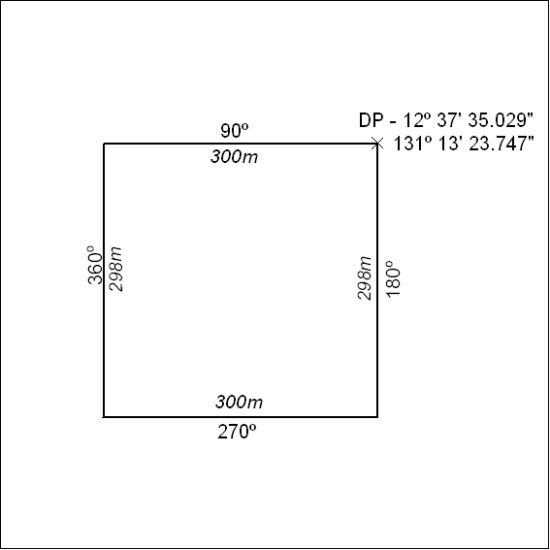 DP - 12º 37' 35.029"
131º 13' 23.747"
90º
300m
360º
298m
298m
180º
300m
270º